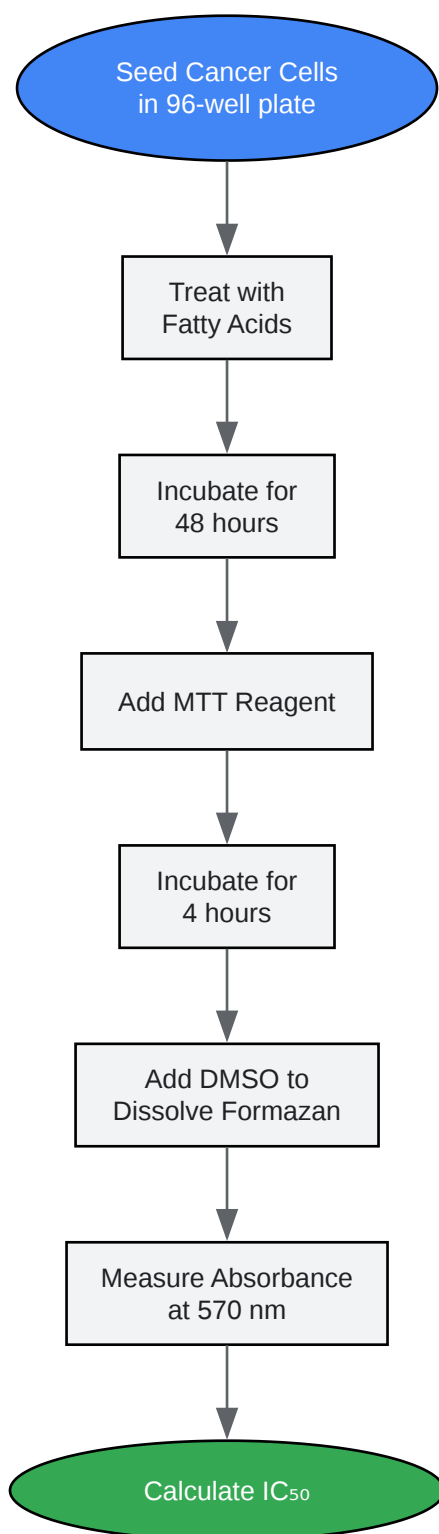 Seed Cancer Cells
in 96-well plate
Treat with
Fatty Acids
Incubate for
48 hours
Add MTT Reagent
Incubate for
4 hours
Add DMSO to
Dissolve Formazan
Measure Absorbance
at 570 nm
Calculate IC₅₀